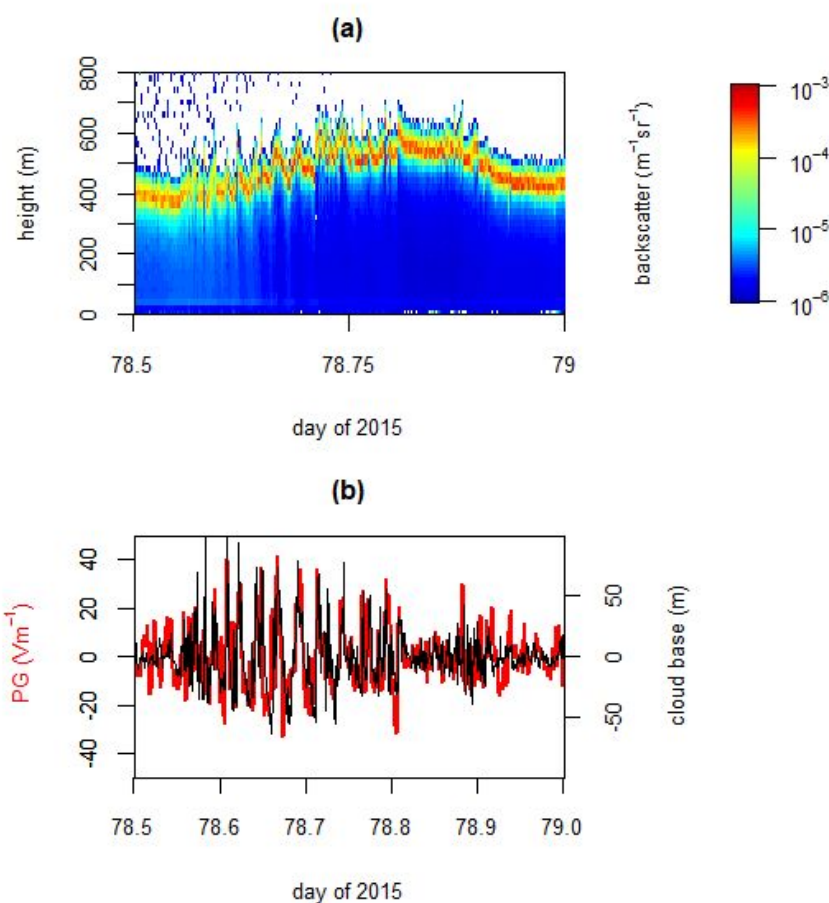 (a)
800
600
400
200
0
height (m)
78.5 78.75 79
day of 2015
backscatter (m⁻¹sr⁻¹)
10⁻³
10⁻⁴
10⁻⁵
10⁻⁶
(b)
40
20
0
-20
-40
PG (Vm⁻¹)
50
0
-50
cloud base (m)
78.5 78.6 78.7 78.8 78.9 79.0
day of 2015